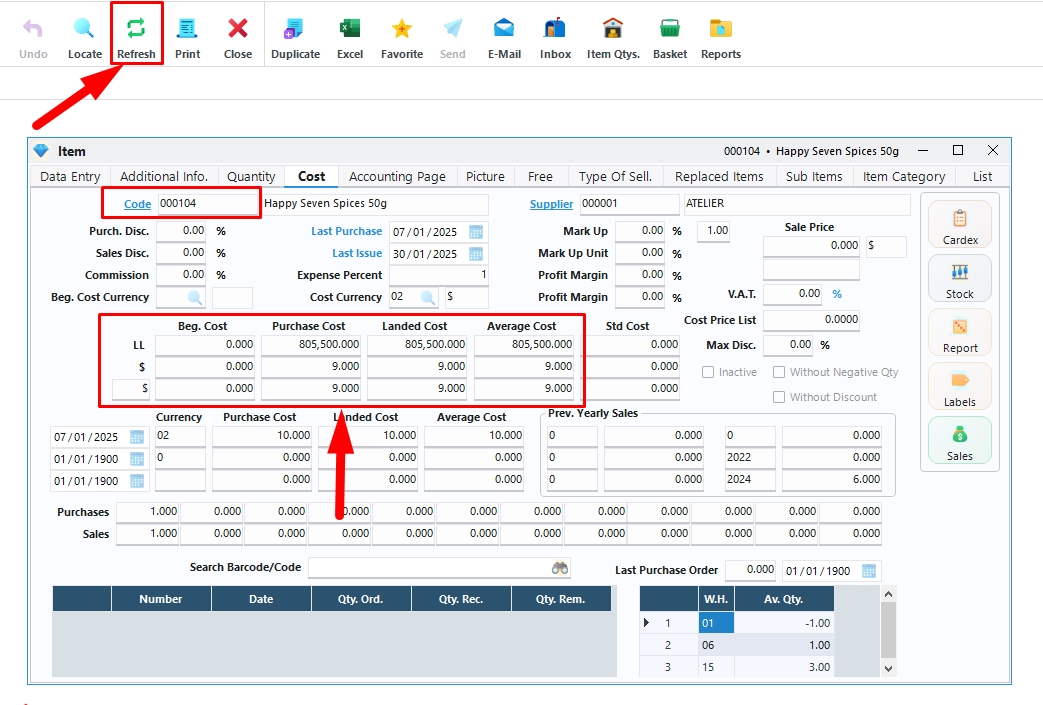 Undo Locate Refresh Print Close Duplicate Excel Favorite Send E-Mail Inbox Item Qtys. Basket Reports
Item 000104 • Happy Seven Spices 50g
Data Entry Additional Info. Quantity Cost Accounting Page Picture Free Type Of Sell. Replaced Items Sub Items Item Category List
Code 000104 Happy Seven Spices 50g Supplier 000001 ATELIER
Purch. Disc. 0.00 % Last Purchase 07/01/2025 Mark Up 0.00 % 1.00 Sale Price
Sales Disc. 0.00 % Last Issue 30/01/2025 Mark Up Unit 0.00 % 0.000 $
Commission 0.00 % Expense Percent 1 Profit Margin 0.00 %
Beg. Cost Currency Cost Currency 02 $ Profit Margin 0.00 % V.A.T. 0.00 %
Cost Price List 0.0000
Beg. Cost Purchase Cost Landed Cost Average Cost Std Cost
LL 0.000 805,500.000 805,500.000 805,500.000 0.000 Max Disc. 0.00 %
$ 0.000 9.000 9.000 9.000 0.000 Inactive Without Negative Qty
$ 0.000 9.000 9.000 9.000 0.000 Without Discount
Cardex
Stock
Report
Labels
Sales
Currency Purchase Cost Landed Cost Average Cost Prev. Yearly Sales
07/01/2025 02 10.000 10.000 10.000 0 0.000 0 0.000
01/01/1900 0 0.000 0.000 0.000 0 0.000 2022 0.000
01/01/1900 0.000 0.000 0.000 0 0.000 2024 6.000
Purchases 1.000 0.000 0.000 0.000 0.000 0.000 0.000 0.000 0.000 0.000 0.000 0.000
Sales 1.000 0.000 0.000 0.000 0.000 0.000 0.000 0.000 0.000 0.000 0.000 0.000
Search Barcode/Code Last Purchase Order 0.000 01/01/1900
Number Date Qty. Ord. Qty. Rec. Qty. Rem. W.H. Av. Qty.
1 01 -1.00
2 06 1.00
3 15 3.00